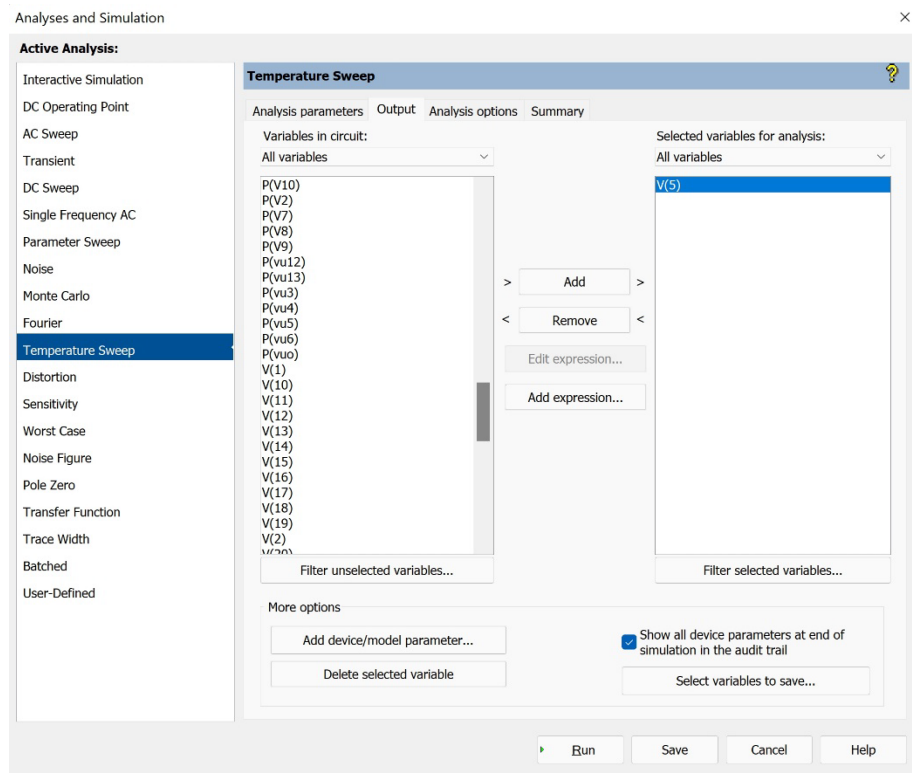 Analyses and Simulation
×
Active Analysis:
Interactive Simulation
DC Operating Point
AC Sweep
Transient
DC Sweep
Single Frequency AC
Parameter Sweep
Noise
Monte Carlo
Fourier
Temperature Sweep
Distortion
Sensitivity
Worst Case
Noise Figure
Pole Zero
Transfer Function
Trace Width
Batched
User-Defined
Temperature Sweep
?
Analysis parameters Output Analysis options Summary
Variables in circuit:
All variables
P(V10)
P(V2)
P(V7)
P(V8)
P(V9)
P(vu12)
P(vu13)
P(vu3)
P(vu4)
P(vu5)
P(vu6)
P(vuo)
V(1)
V(10)
V(11)
V(12)
V(13)
V(14)
V(15)
V(16)
V(17)
V(18)
V(19)
V(2)
V(20)
Filter unselected variables...
> Add >
< Remove <
Edit expression...
Add expression...
Selected variables for analysis:
All variables
V(5)
Filter selected variables...
More options
Add device/model parameter...
Delete selected variable
Show all device parameters at end of
simulation in the audit trail
Select variables to save...
Run Save Cancel Help